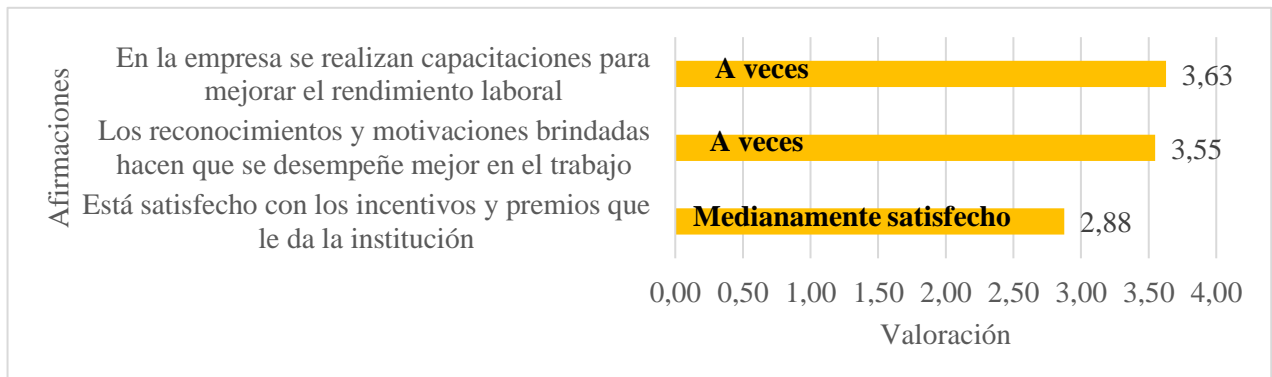 Afirmaciones
En la empresa se realizan capacitaciones para
mejorar el rendimiento laboral
A veces
3,63
Los reconocimientos y motivaciones brindadas
hacen que se desempeñe mejor en el trabajo
A veces
3,55
Está satisfecho con los incentivos y premios que
le da la institución
Medianamente satisfecho
2,88
0,00 0,50 1,00 1,50 2,00 2,50 3,00 3,50 4,00
Valoración